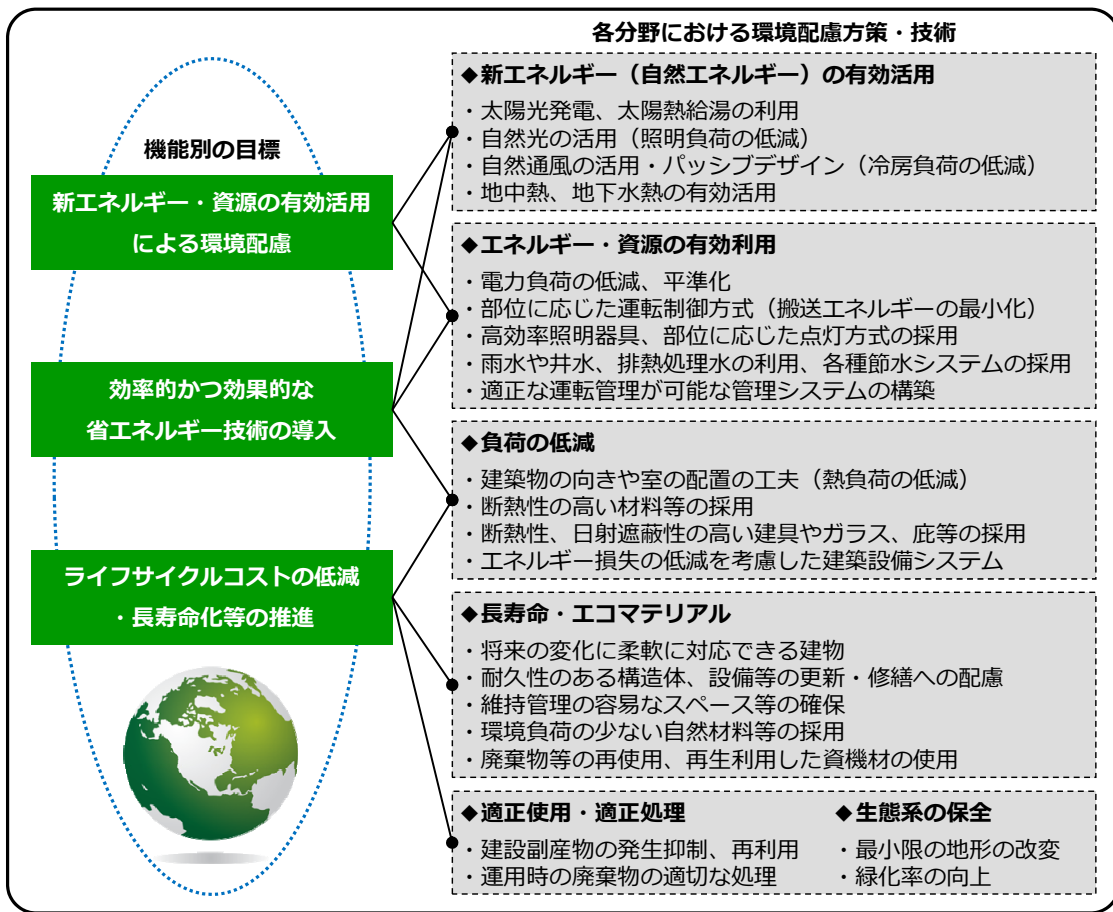 各分野における環境配慮方策・技術
機能別の目標
新エネルギー・資源の有効活用
による環境配慮
効率的かつ効果的な
省エネルギー技術の導入
ライフサイクルコストの低減
・長寿命化等の推進
◆新エネルギー（自然エネルギー）の有効活用
・太陽光発電、太陽熱給湯の利用
・自然光の活用（照明負荷の低減）
・自然通風の活用・パッシブデザイン（冷房負荷の低減）
・地中熱、地下水熱の有効活用
◆エネルギー・資源の有効利用
・電力負荷の低減、平準化
・部位に応じた運転制御方式（搬送エネルギーの最小化）
・高効率照明器具、部位に応じた点灯方式の採用
・雨水や井水、排熱処理水の利用、各種節水システムの採用
・適正な運転管理が可能な管理システムの構築
◆負荷の低減
・建築物の向きや室の配置の工夫（熱負荷の低減）
・断熱性の高い材料等の採用
・断熱性、日射遮蔽性の高い建具やガラス、庇等の採用
・エネルギー損失の低減を考慮した建築設備システム
◆長寿命・エコマテリアル
・将来の変化に柔軟に対応できる建物
・耐久性のある構造体、設備等の更新・修繕への配慮
・維持管理の容易なスペース等の確保
・環境負荷の少ない自然材料等の採用
・廃棄物等の再使用、再生利用した資機材の使用
◆適正使用・適正処理
・建設副産物の発生抑制、再利用
・運用時の廃棄物の適切な処理
◆生態系の保全
・最小限の地形の改変
・緑化率の向上